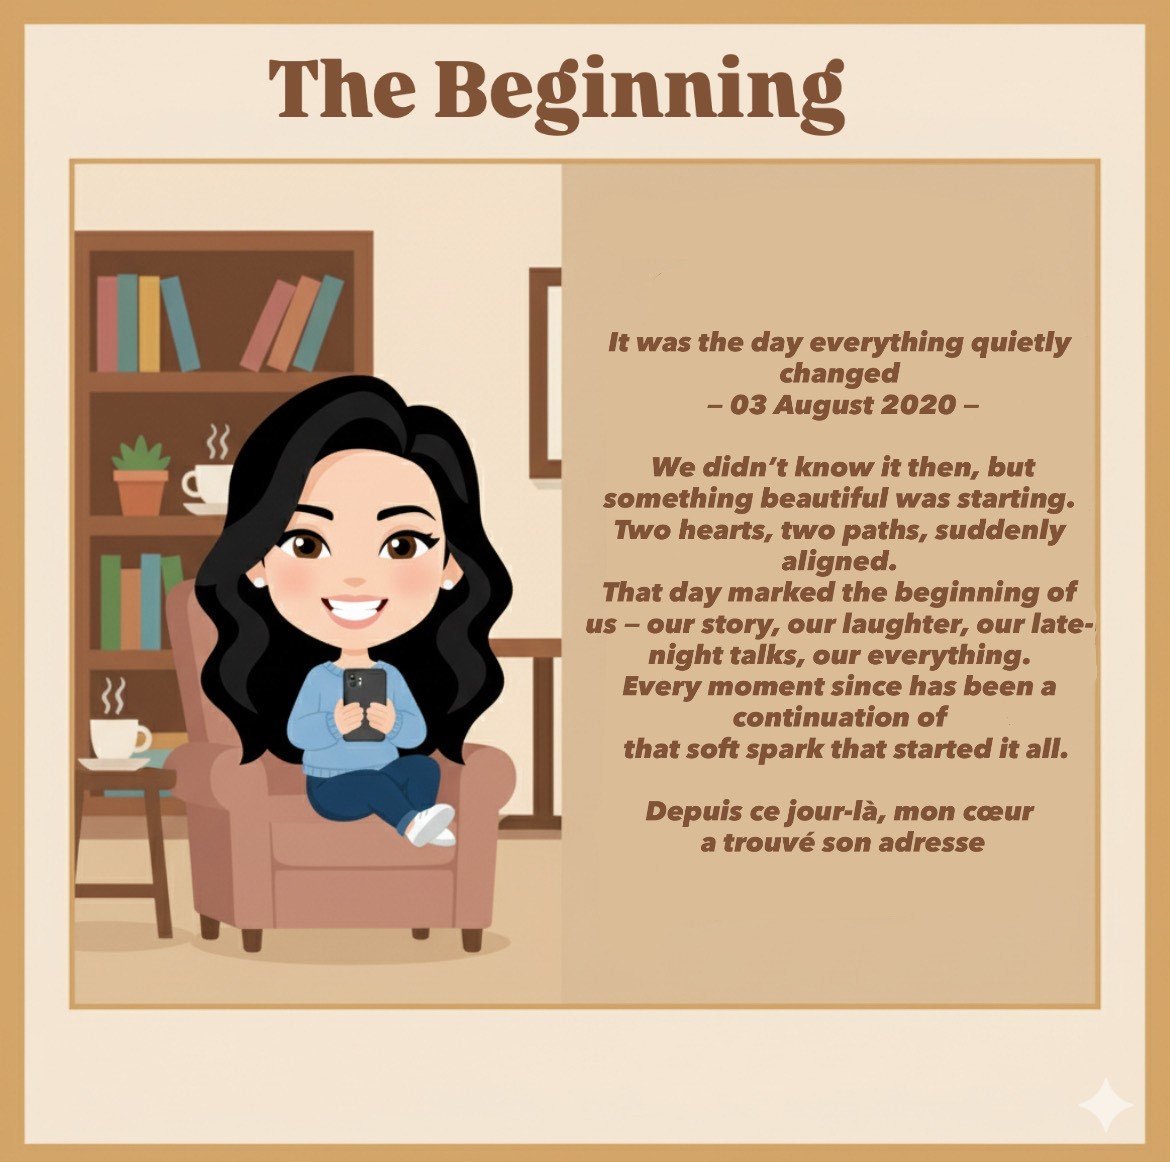 The Beginning
It was the day everything quietly
changed
– 03 August 2020 –
We didn’t know it then, but
something beautiful was starting.
Two hearts, two paths, suddenly
aligned.
That day marked the beginning of
us – our story, our laughter, our late-
night talks, our everything.
Every moment since has been a
continuation of
that soft spark that started it all.
Depuis ce jour-là, mon cœur
a trouvé son adresse